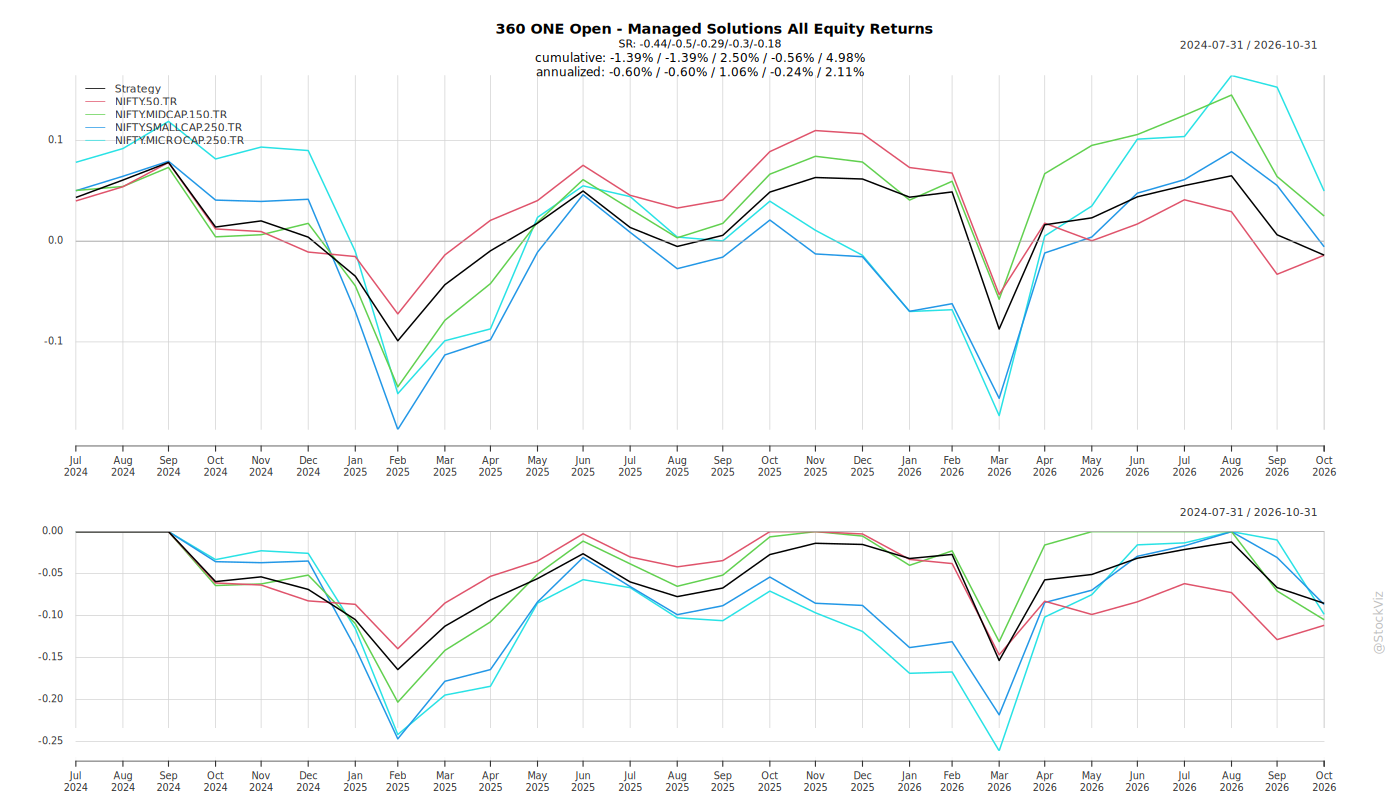 360 ONE Open - Managed Solutions All Equity Returns
SR: -0.44/-0.5/-0.29/-0.3/-0.18
2024-07-31 / 2026-10-31
cumulative: -1.39% / -1.39% / 2.50% / -0.56% / 4.98%
annualized: -0.60% / -0.60% / 1.06% / -0.24% / 2.11%
Strategy
NIFTY.50.TR
NIFTY.MIDCAP.150.TR
NIFTY.SMALLCAP.250.TR
NIFTY.MICROCAP.250.TR
0.1
0.0
-0.1
Jul Aug Sep Oct Nov Dec Jan Feb Mar Apr May Jun Jul Aug Sep Oct Nov Dec Jan Feb Mar Apr May Jun Jul Aug Sep Oct
2024 2024 2024 2024 2024 2024 2025 2025 2025 2025 2025 2025 2025 2025 2025 2025 2025 2025 2026 2026 2026 2026 2026 2026 2026 2026 2026 2026
2024-07-31 / 2026-10-31
0.00
-0.05
-0.10
-0.15
-0.20
-0.25
Jul Aug Sep Oct Nov Dec Jan Feb Mar Apr May Jun Jul Aug Sep Oct Nov Dec Jan Feb Mar Apr May Jun Jul Aug Sep Oct
2024 2024 2024 2024 2024 2024 2025 2025 2025 2025 2025 2025 2025 2025 2025 2025 2025 2025 2026 2026 2026 2026 2026 2026 2026 2026 2026 2026
@StockViz